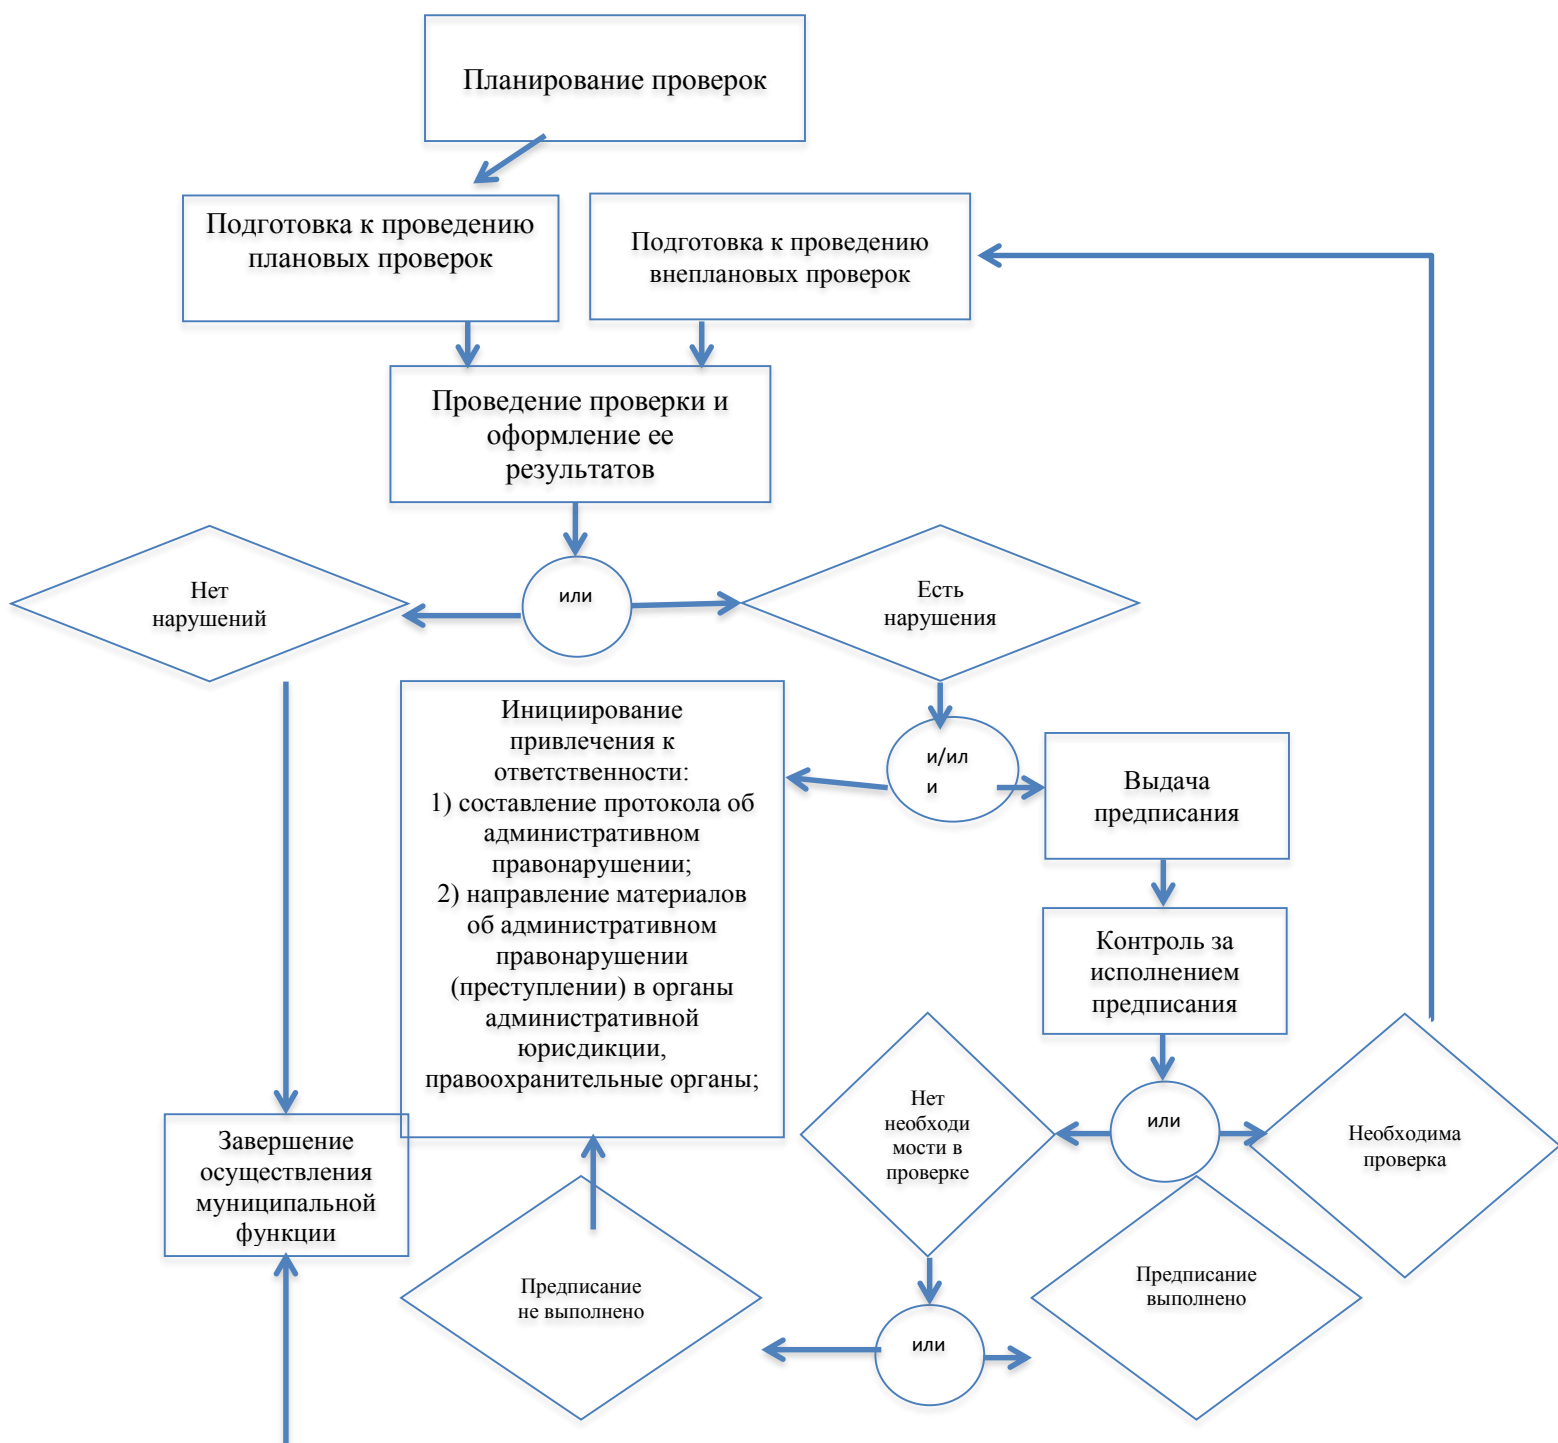 Планирование проверок
Подготовка к проведению
плановых проверок
Подготовка к проведению
внеплановых проверок
Проведение проверки и
оформление ее
результатов
Нет
нарушений
или
Есть
нарушения
Инициирование
привлечения к
ответственности:
1) составление протокола об
административном
правонарушении;
2) направление материалов
об административном
правонарушении
(преступлении) в органы
административной
юрисдикции,
правоохранительные органы;
и/ил
и
Выдача
предписания
Контроль за
исполнением
предписания
Нет
необходи
мости в
проверке
или
Необходима
проверка
Завершение
осуществления
муниципальной
функции
Предписание
не выполнено
или
Предписание
выполнено